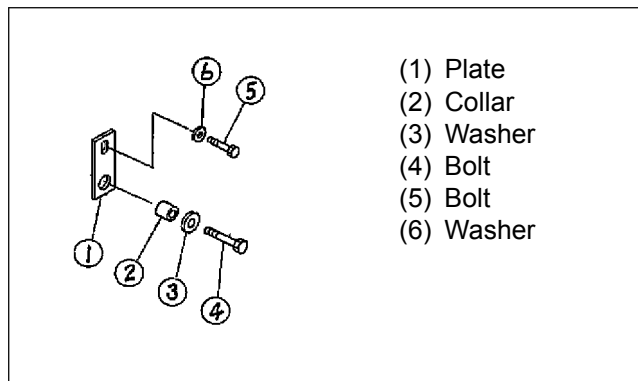 6
5
1
2
3
4
(1) Plate
(2) Collar
(3) Washer
(4) Bolt
(5) Bolt
(6) Washer